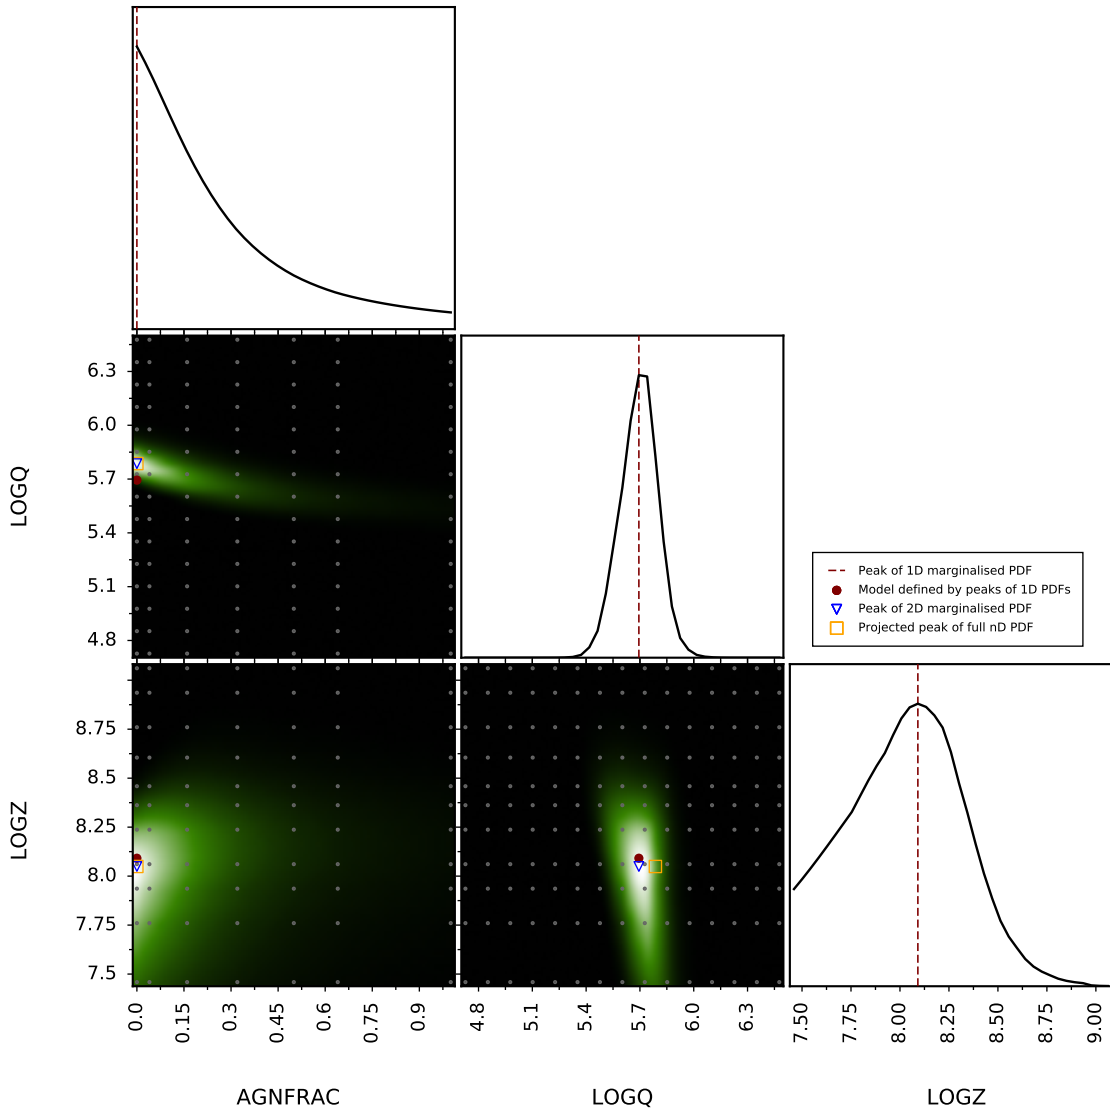 6.3
6.0
5.7
5.4
5.1
4.8
LOGQ
Peak of 1D marginalised PDF
Model defined by peaks of 1D PDFs
Peak of 2D marginalised PDF
Projected peak of full nD PDF
8.75
8.5
8.25
8.0
7.75
7.5
LOGZ
0.0 0.15 0.3 0.45 0.6 0.75 0.9
4.8 5.1 5.4 5.7 6.0 6.3
7.50 7.75 8.00 8.25 8.50 8.75 9.00
AGNFRAC LOGQ LOGZ